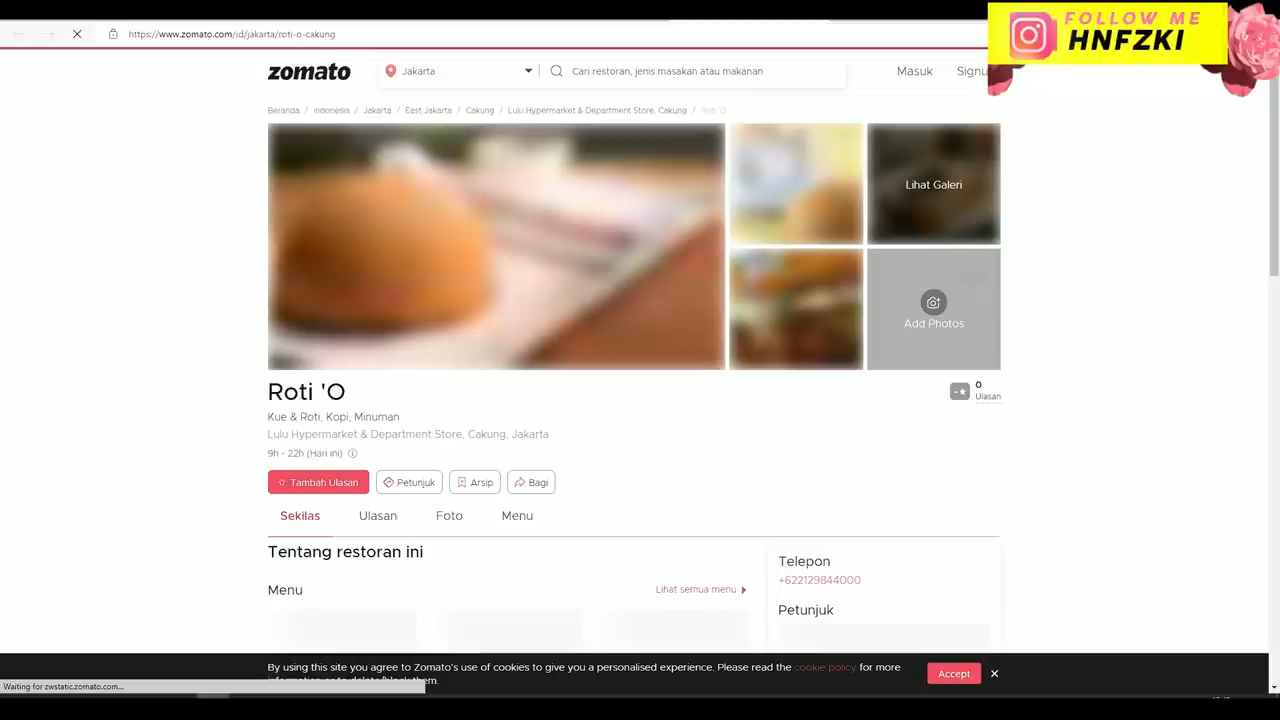 FOLLOW ME
HNFZKI
https://www.zomato.com/id/jakarta/roti-o-cakung
zomato
Jakarta
Cari restoran, jenis masakan atau makanan
Masuk
Signu
Beranda / Indonesia / Jakarta / East Jakarta / Cakung / Lulu Hypermarket & Department Store, Cakung / Roti 'O
Lihat Galeri
Add Photos
Roti 'O
0
Ulasan
Kue & Roti, Kopi, Minuman
Lulu Hypermarket & Department Store, Cakung, Jakarta
9h - 22h (Hari ini)
Tambah Ulasan
Petunjuk
Arsip
Bagi
Sekilas
Ulasan
Foto
Menu
Tentang restoran ini
Telepon
+622129844000
Menu
Lihat semua menu
Petunjuk
By using this site you agree to Zomato's use of cookies to give you a personalised experience. Please read the cookie policy for more
Accept
Waiting for zwstatic.zomato.com...